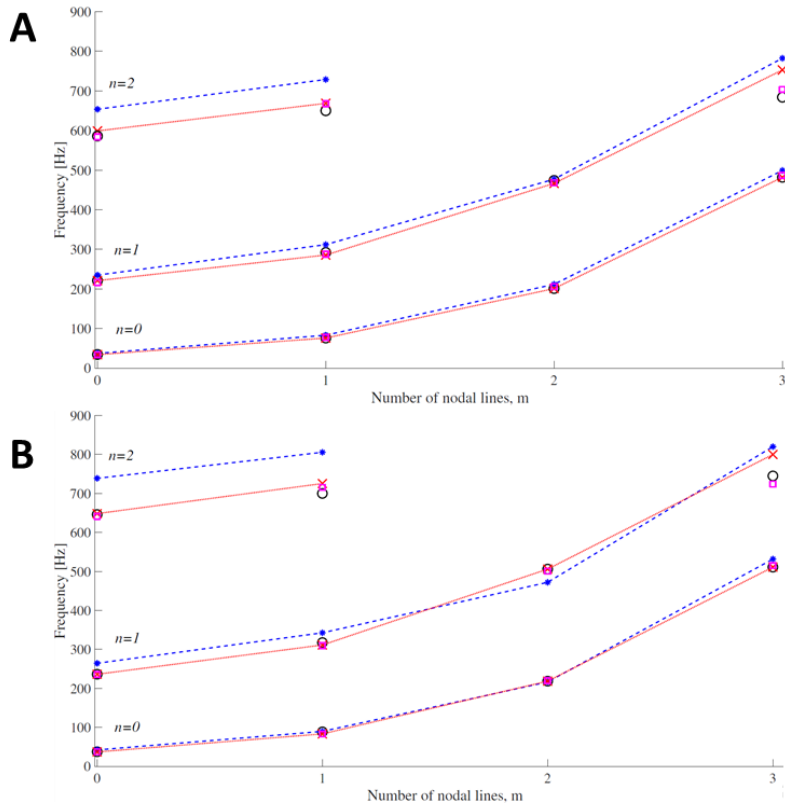 A
900
800
700
600
500
400
300
200
100
0
Frequency [Hz]
n=2
n=1
n=0
0 1 2 3
Number of nodal lines, m
B
900
800
700
600
500
400
300
200
100
0
Frequency [Hz]
n=2
n=1
n=0
0 1 2 3
Number of nodal lines, m